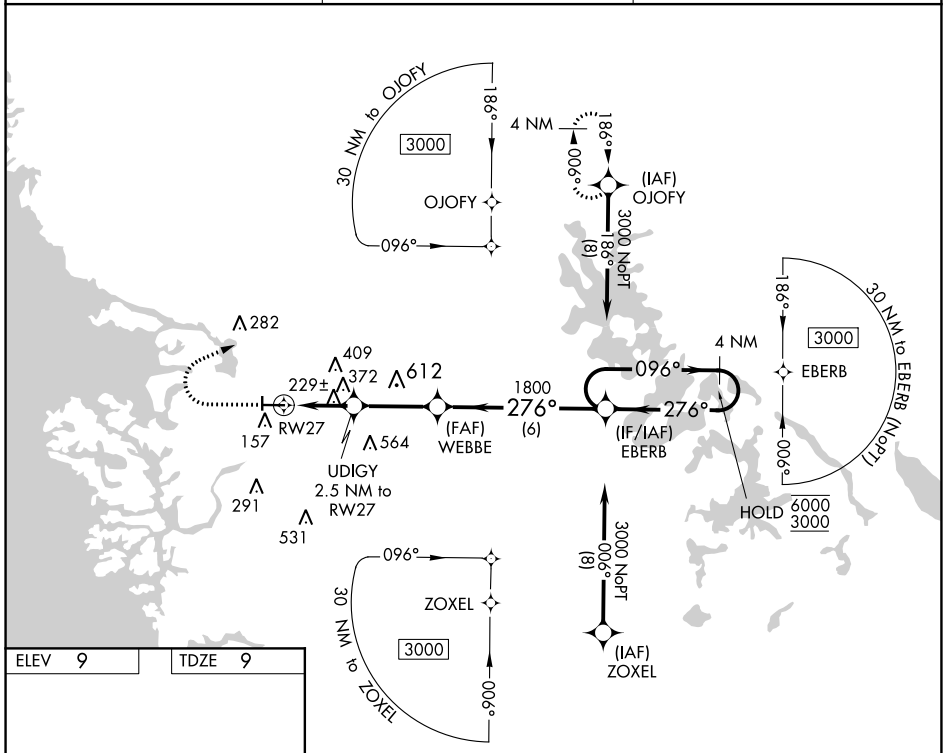 30 NM to OJOFY
186°
3000
OJOFY
096°
4 NM
186°
006°
(IAF)
OJOFY
3000 NoPT
186°
(8)
186°
30 NM to EBERB (NoPT)
3000
EBERB
006°
282
409
372
229±
612
4 NM
096°
1800
276°
(6)
276°
157
RW27
(FAF)
WEBBE
(IF/IAF)
EBERB
564
UDIGY
2.5 NM to
RW27
291
531
HOLD
6000
3000
096°
ZOXEL
3000
30 NM to ZOXEL
006°
3000 NoPT
006°
(8)
(IAF)
ZOXEL
ELEV 9
TDZE 9